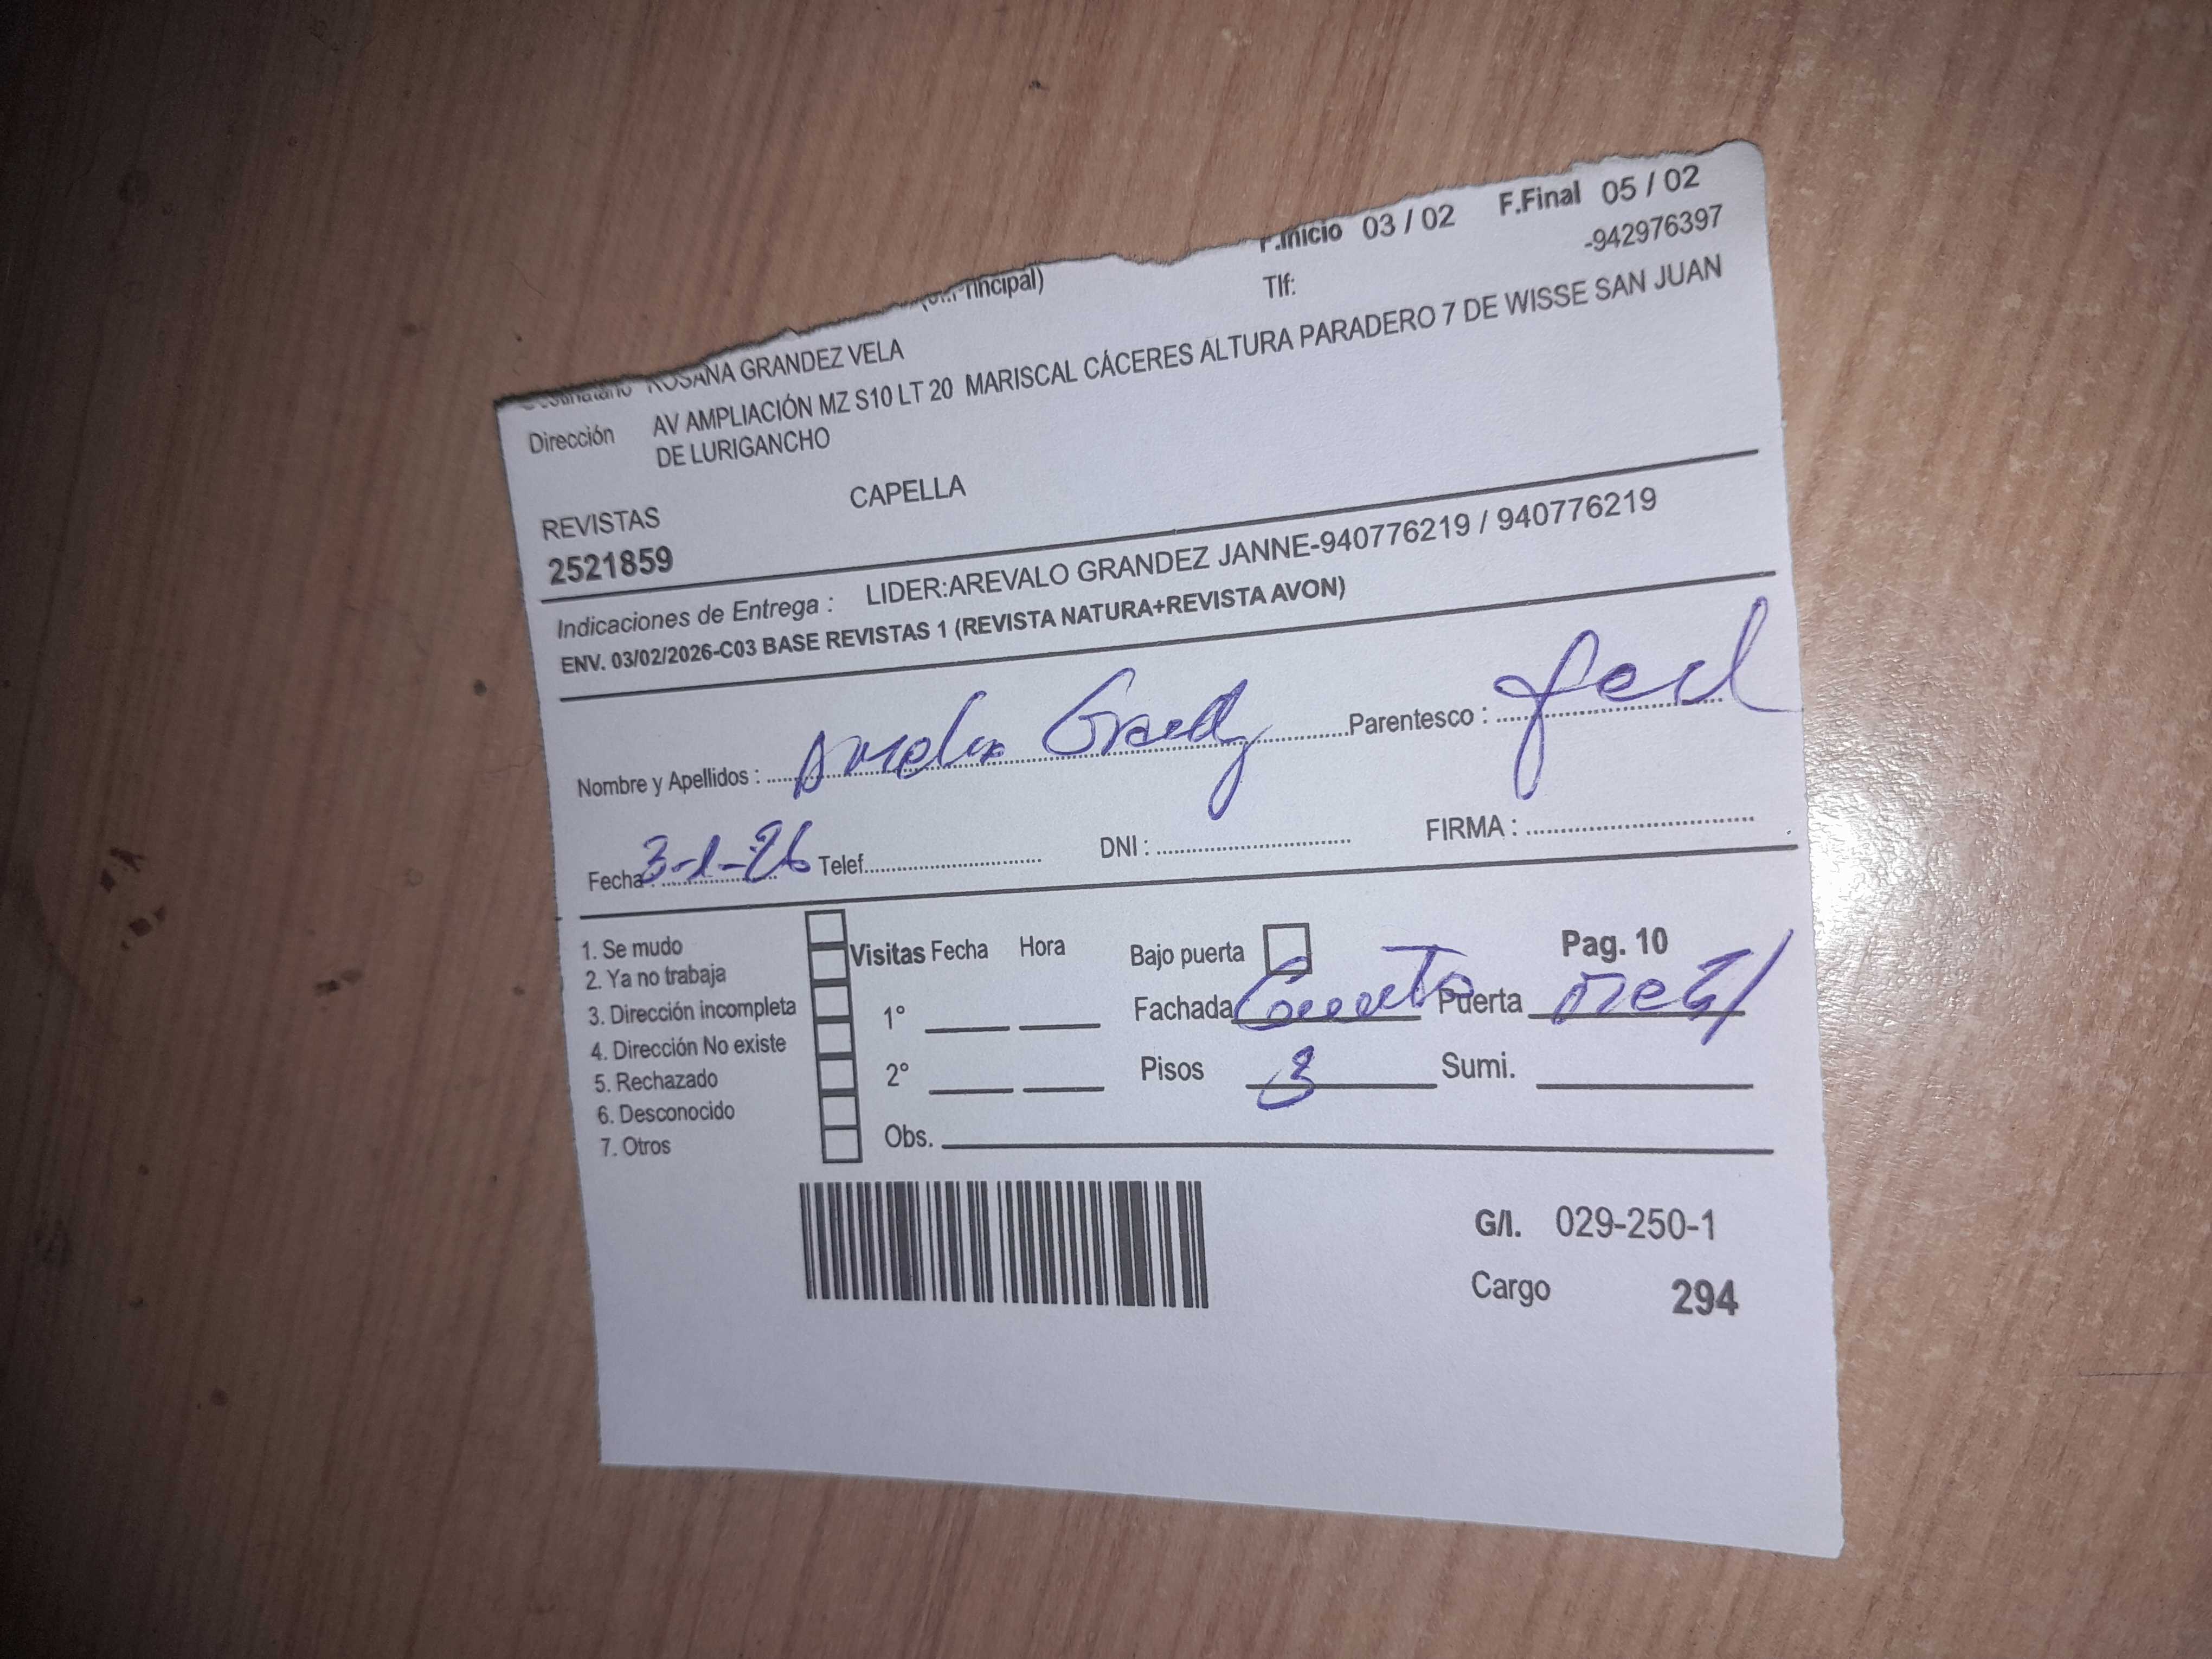 F.Inicio 03 / 02 F.Final 05 / 02
Tlf: -942976397
Destinatario ROSANA GRANDEZ VELA
Dirección AV AMPLIACIÓN MZ S10 LT 20 MARISCAL CÁCERES ALTURA PARADERO 7 DE WISSE SAN JUAN
DE LURIGANCHO
REVISTAS CAPELLA
2521859
Indicaciones de Entrega : LIDER:AREVALO GRANDEZ JANNE-940776219 / 940776219
ENV. 03/02/2026-C03 BASE REVISTAS 1 (REVISTA NATURA+REVISTA AVON)
Nombre y Apellidos : Parentesco :
Fecha : 3-1-26 Telef. DNI : FIRMA :
1. Se mudo
2. Ya no trabaja
3. Dirección incompleta
4. Dirección No existe
5. Rechazado
6. Desconocido
7. Otros
Visitas Fecha Hora
1°
2°
Obs.
Bajo puerta Pag. 10
Fachada Puerta
Pisos 3 Sumi.
G/I. 029-250-1
Cargo 294